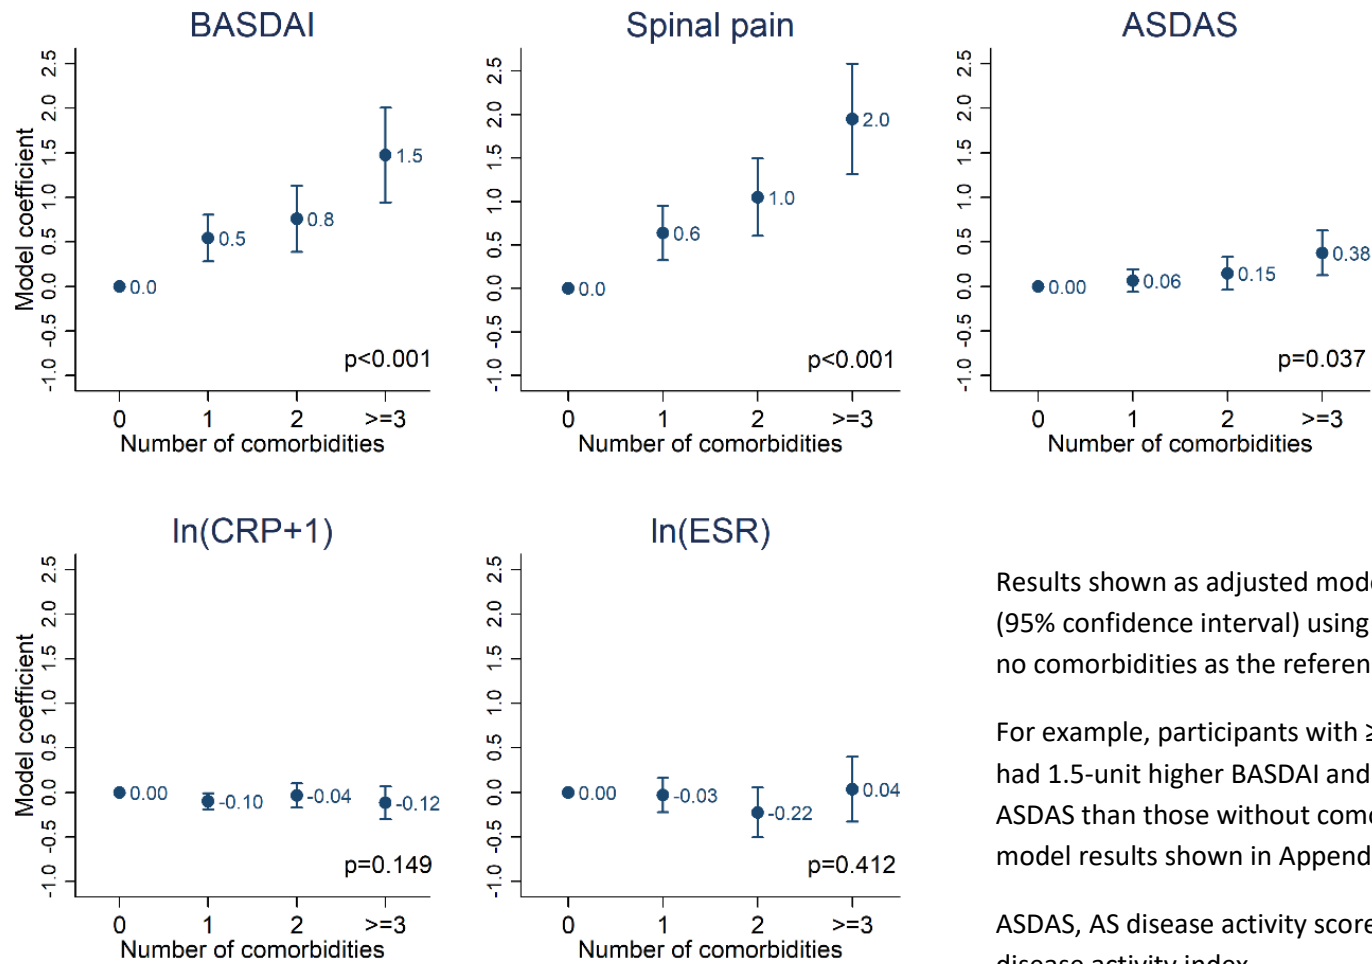 BASDAI
Spinal pain
ASDAS
Model coefficient
2.5
2.0
1.5
1.0
0.5
0.0
-0.5
-1.0
0.0
0.5
0.8
1.5
p<0.001
0 1 2 >=3
Number of comorbidities
2.5
2.0
1.5
1.0
0.5
0.0
-0.5
-1.0
0.0
0.6
1.0
2.0
p<0.001
0 1 2 >=3
Number of comorbidities
2.5
2.0
1.5
1.0
0.5
0.0
-0.5
-1.0
0.00
0.06
0.15
0.38
p=0.037
0 1 2 >=3
Number of comorbidities
ln(CRP+1)
ln(ESR)
Model coefficient
2.5
2.0
1.5
1.0
0.5
0.0
-0.5
-1.0
0.00
-0.10
-0.04
-0.12
p=0.149
0 1 2 >=3
Number of comorbidities
2.5
2.0
1.5
1.0
0.5
0.0
-0.5
-1.0
0.00
-0.03
-0.22
0.04
p=0.412
0 1 2 >=3
Number of comorbidities
Results shown as adjusted
(95% confidence interval) using
no comorbidities as the
For example, participants with
had 1.5-unit higher BASDAI and
ASDAS than those without
model results shown in
ASDAS, AS disease activity
disease activity index